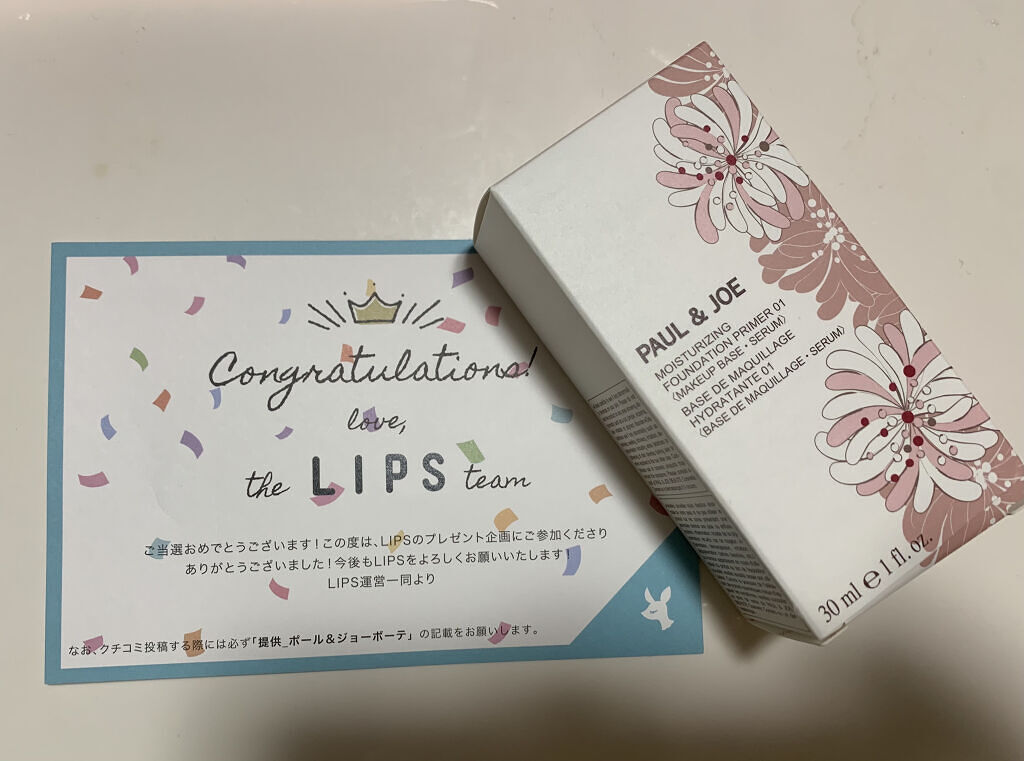 Congratulations!
love,
the LIPS team
ご当選おめでとうございます！この度は、LIPSのプレゼント企画にご参加くださり
ありがとうございました！今後もLIPSをよろしくお願いいたします！
LIPS運営一同より
なお、クチコミ投稿する際には必ず「提供_ポール＆ジョーボーテ」の記載をお願いします。
PAUL & JOE
MOISTURIZING
FOUNDATION PRIMER 01
〈MAKEUP BASE・SERUM〉
BASE DE MAQUILLAGE
HYDRATANTE 01
〈BASE DE MAQUILLAGE・SERUM〉
30 ml ℮ 1 fl. oz.